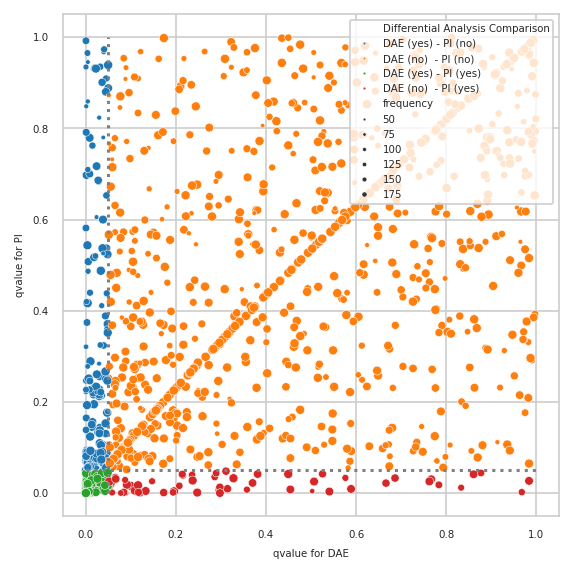 Differential Analysis Comparison
DAE (yes) - PI (no)
DAE (no)  - PI (no)
DAE (yes) - PI (yes)
DAE (no)  - PI (yes)
frequency
50
75
100
125
150
175
1.0
0.8
0.6
0.4
0.2
0.0
qvalue for PI
0.0
0.2
0.4
0.6
0.8
1.0
qvalue for DAE